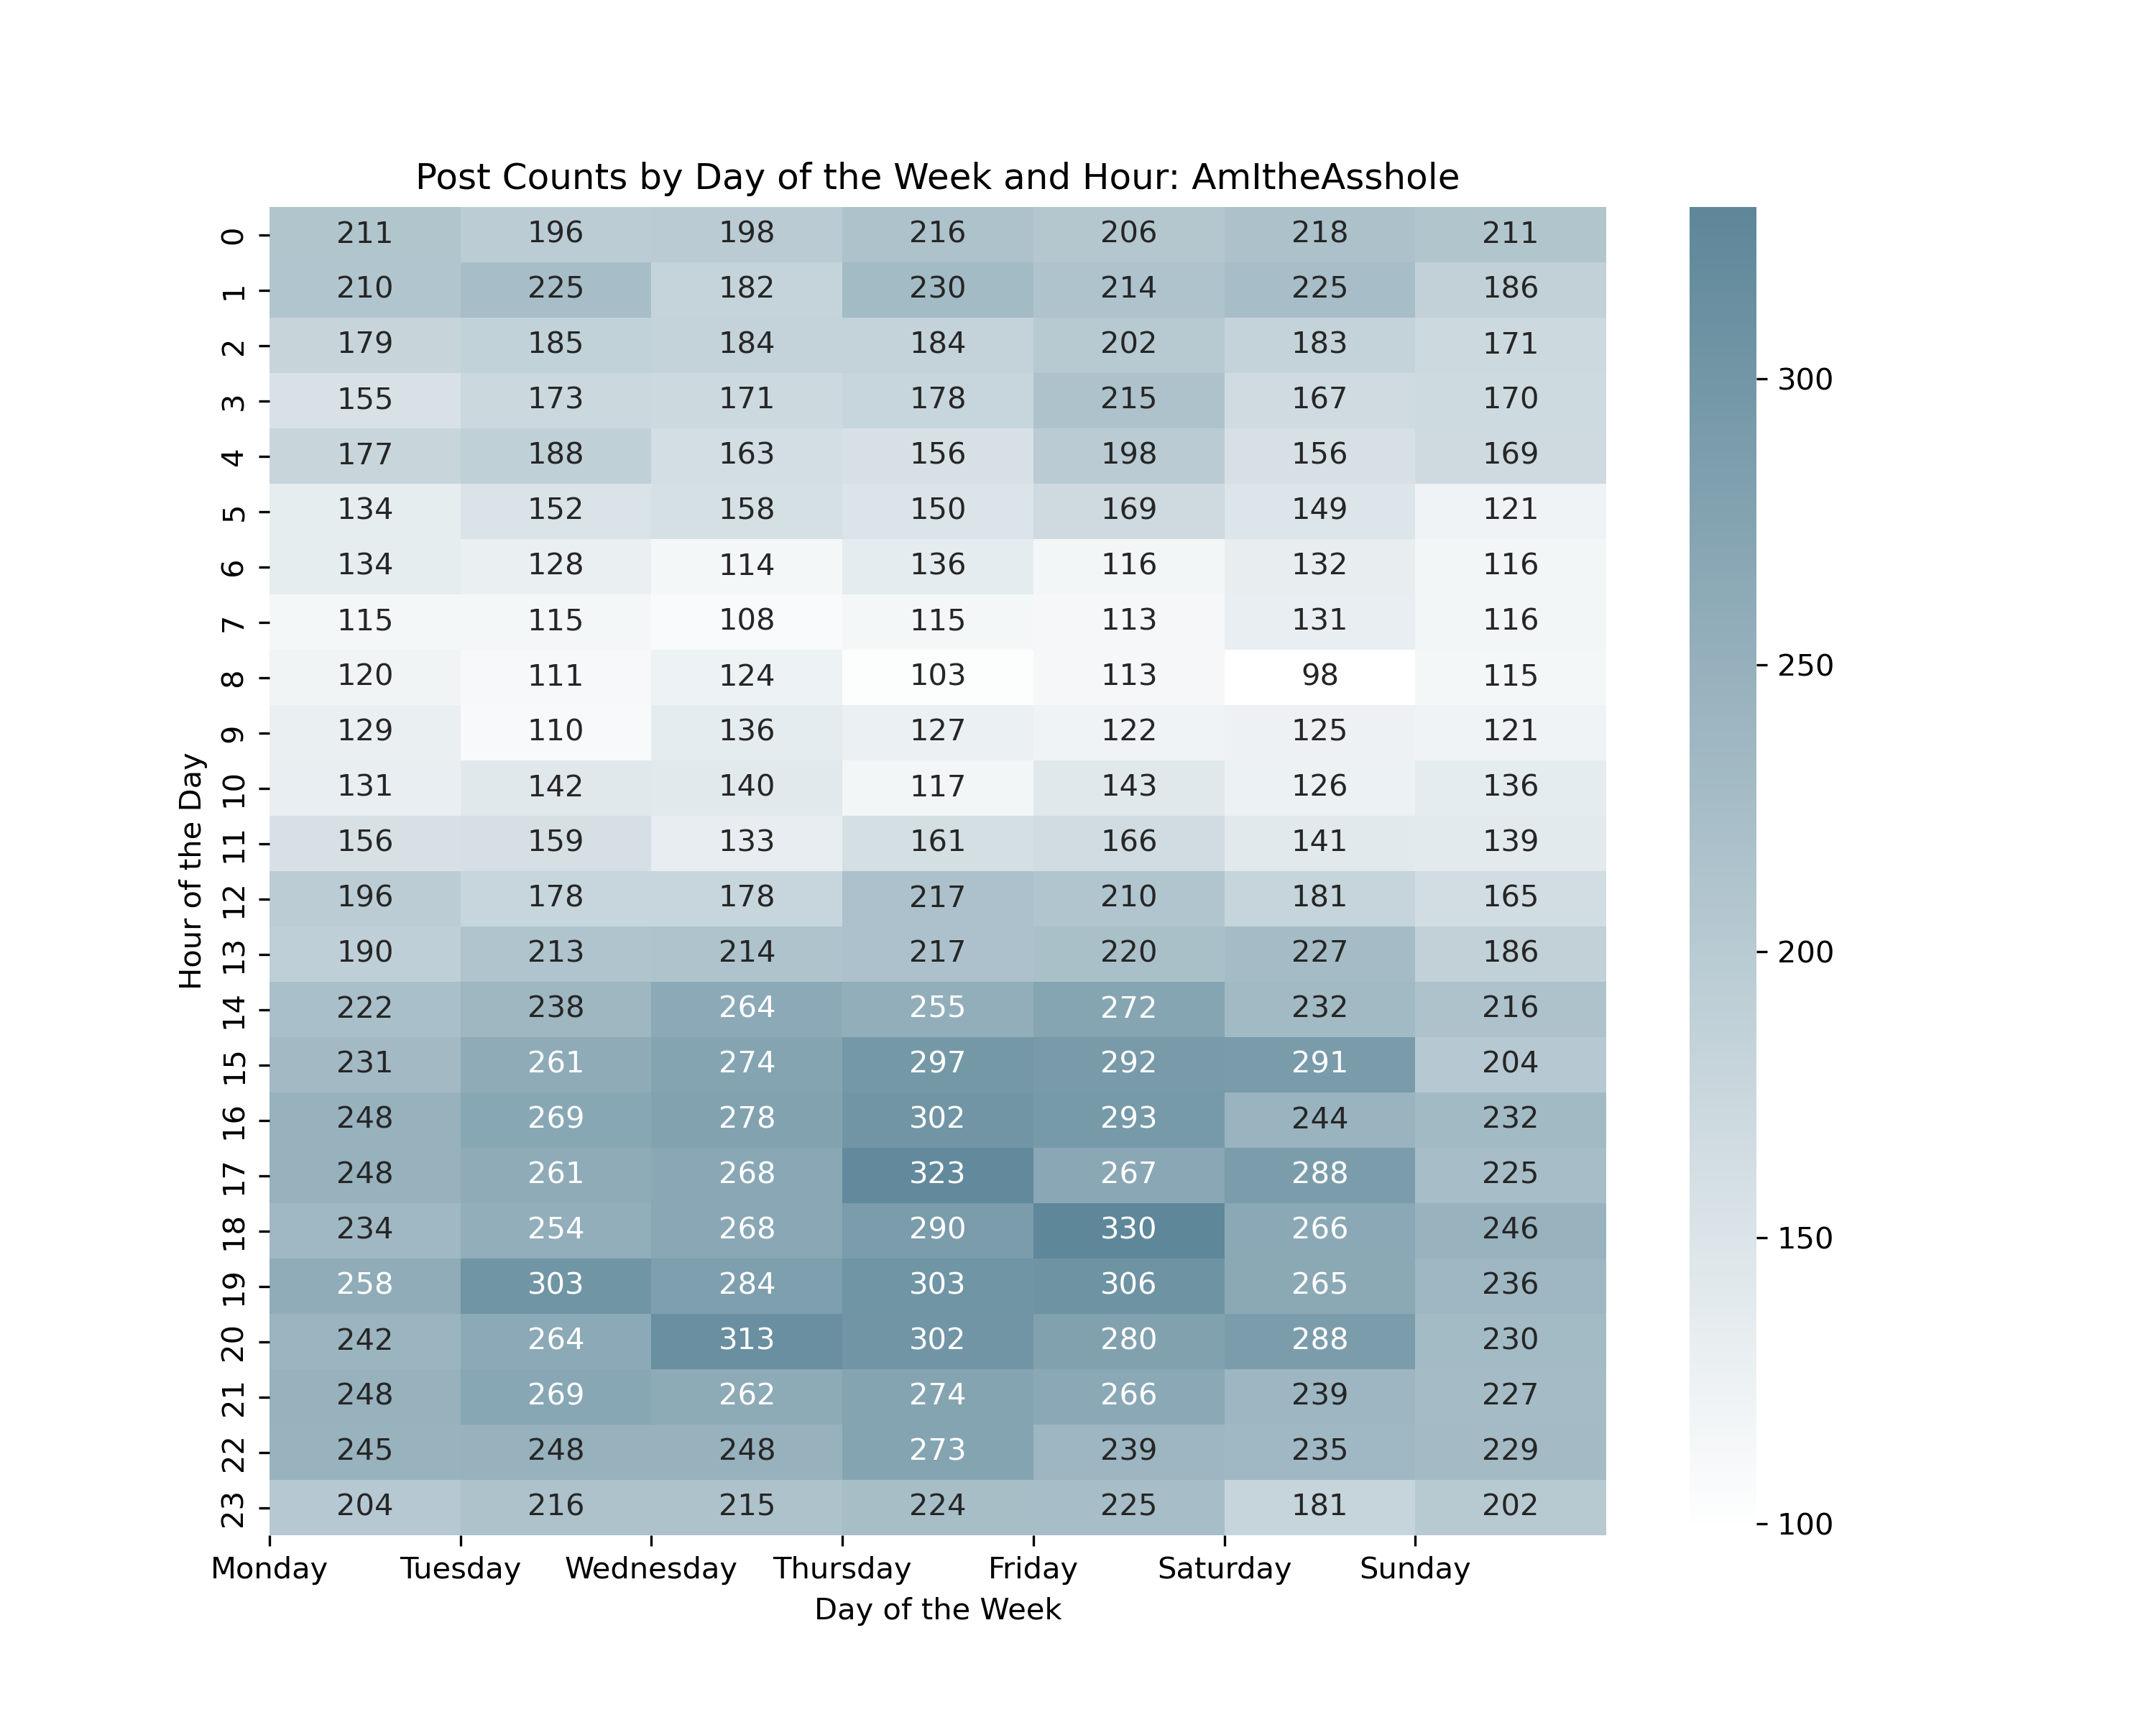 Post Counts by Day of the Week and Hour: AmItheAsshole
0 211 196 198 216 206 218 211
1 210 225 182 230 214 225 186
2 179 185 184 184 202 183 171
3 155 173 171 178 215 167 170
4 177 188 163 156 198 156 169
5 134 152 158 150 169 149 121
6 134 128 114 136 116 132 116
7 115 115 108 115 113 131 116
8 120 111 124 103 113 98 115
9 129 110 136 127 122 125 121
10 131 142 140 117 143 126 136
11 156 159 133 161 166 141 139
12 196 178 178 217 210 181 165
13 190 213 214 217 220 227 186
14 222 238 264 255 272 232 216
15 231 261 274 297 292 291 204
16 248 269 278 302 293 244 232
17 248 261 268 323 267 288 225
18 234 254 268 290 330 266 246
19 258 303 284 303 306 265 236
20 242 264 313 302 280 288 230
21 248 269 262 274 266 239 227
22 245 248 248 273 239 235 229
23 204 216 215 224 225 181 202
Monday Tuesday Wednesday Thursday Friday Saturday Sunday
Day of the Week
Hour of the Day
300
250
200
150
100